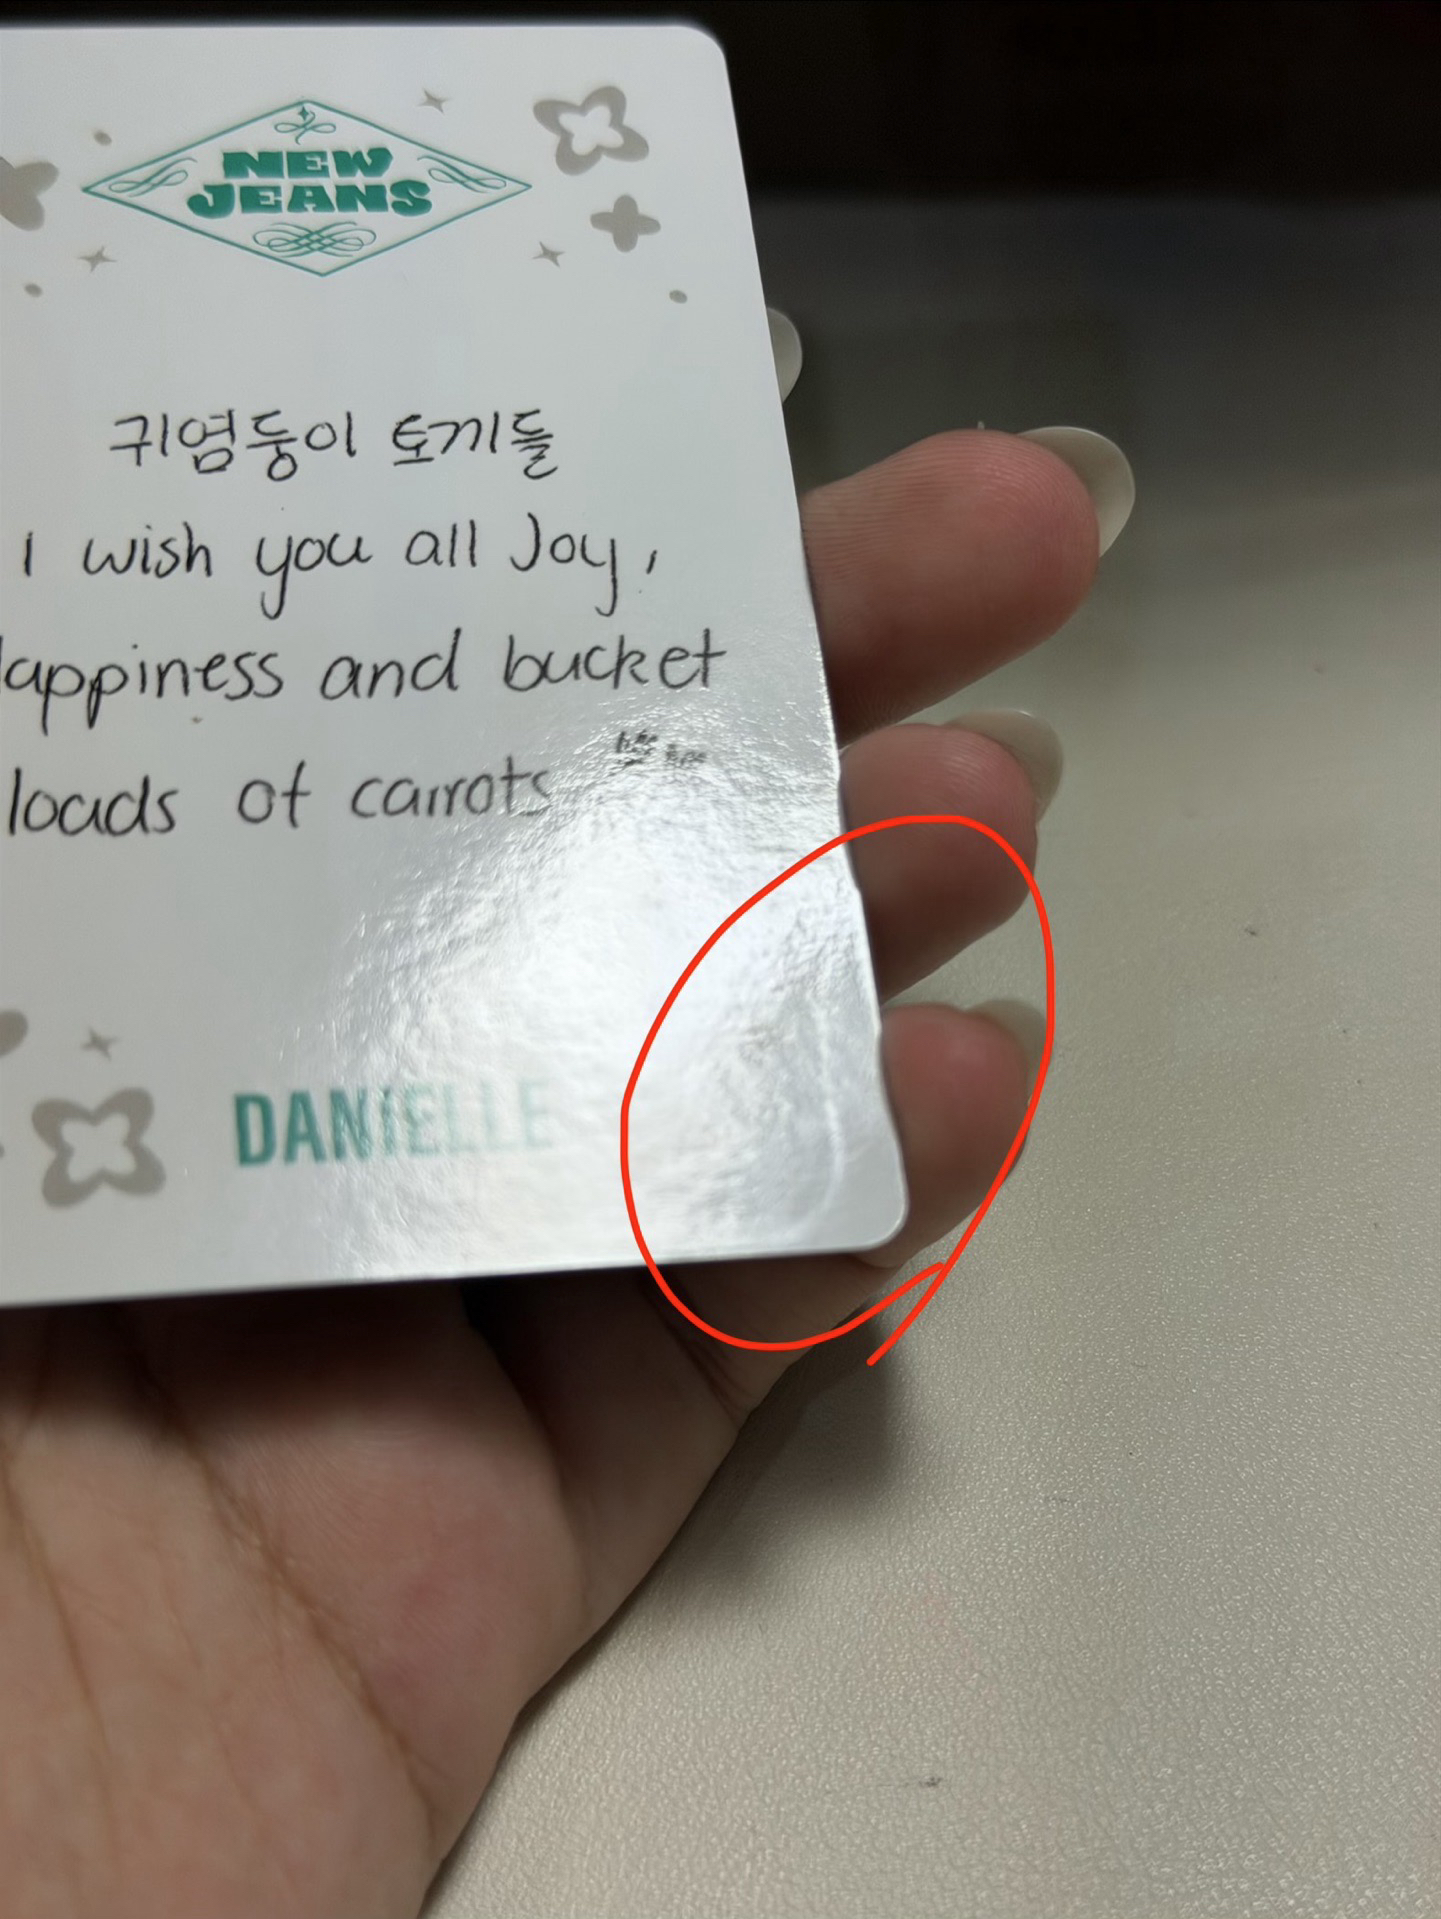 NEW
JEANS
귀염둥이 토끼들
I wish you all Joy,
appiness and bucket
loads of carrots
DANIELLE